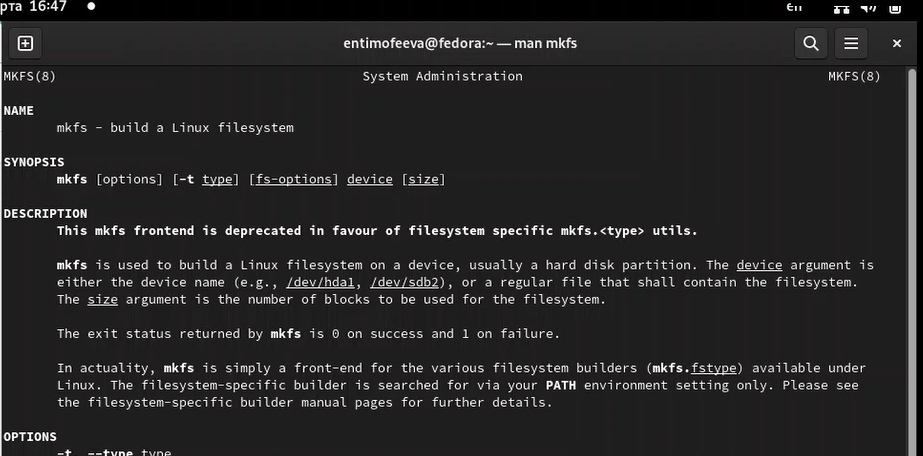 рта 16:47 en
entimofeeva@fedora:~ — man mkfs
MKFS(8) System Administration MKFS(8)
NAME
mkfs - build a Linux filesystem
SYNOPSIS
mkfs [options] [-t type] [fs-options] device [size]
DESCRIPTION
This mkfs frontend is deprecated in favour of filesystem specific mkfs.<type> utils.
mkfs is used to build a Linux filesystem on a device, usually a hard disk partition. The device argument is
either the device name (e.g., /dev/hda1, /dev/sdb2), or a regular file that shall contain the filesystem.
The size argument is the number of blocks to be used for the filesystem.
The exit status returned by mkfs is 0 on success and 1 on failure.
In actuality, mkfs is simply a front-end for the various filesystem builders (mkfs.fstype) available under
Linux. The filesystem-specific builder is searched for via your PATH environment setting only. Please see
the filesystem-specific builder manual pages for further details.
OPTIONS
-t, --type type